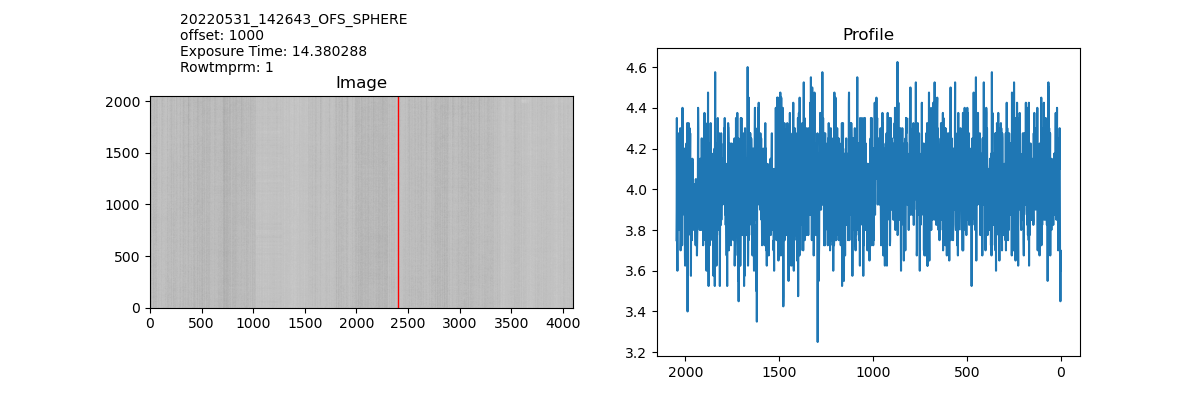 20220531_142643_OFS_SPHERE
offset: 1000
Exposure Time: 14.380288
Rowtmprm: 1
Image
2000
1500
1000
500
0
0 500 1000 1500 2000 2500 3000 3500 4000
Profile
4.6
4.4
4.2
4.0
3.8
3.6
3.4
3.2
2000 1500 1000 500 0